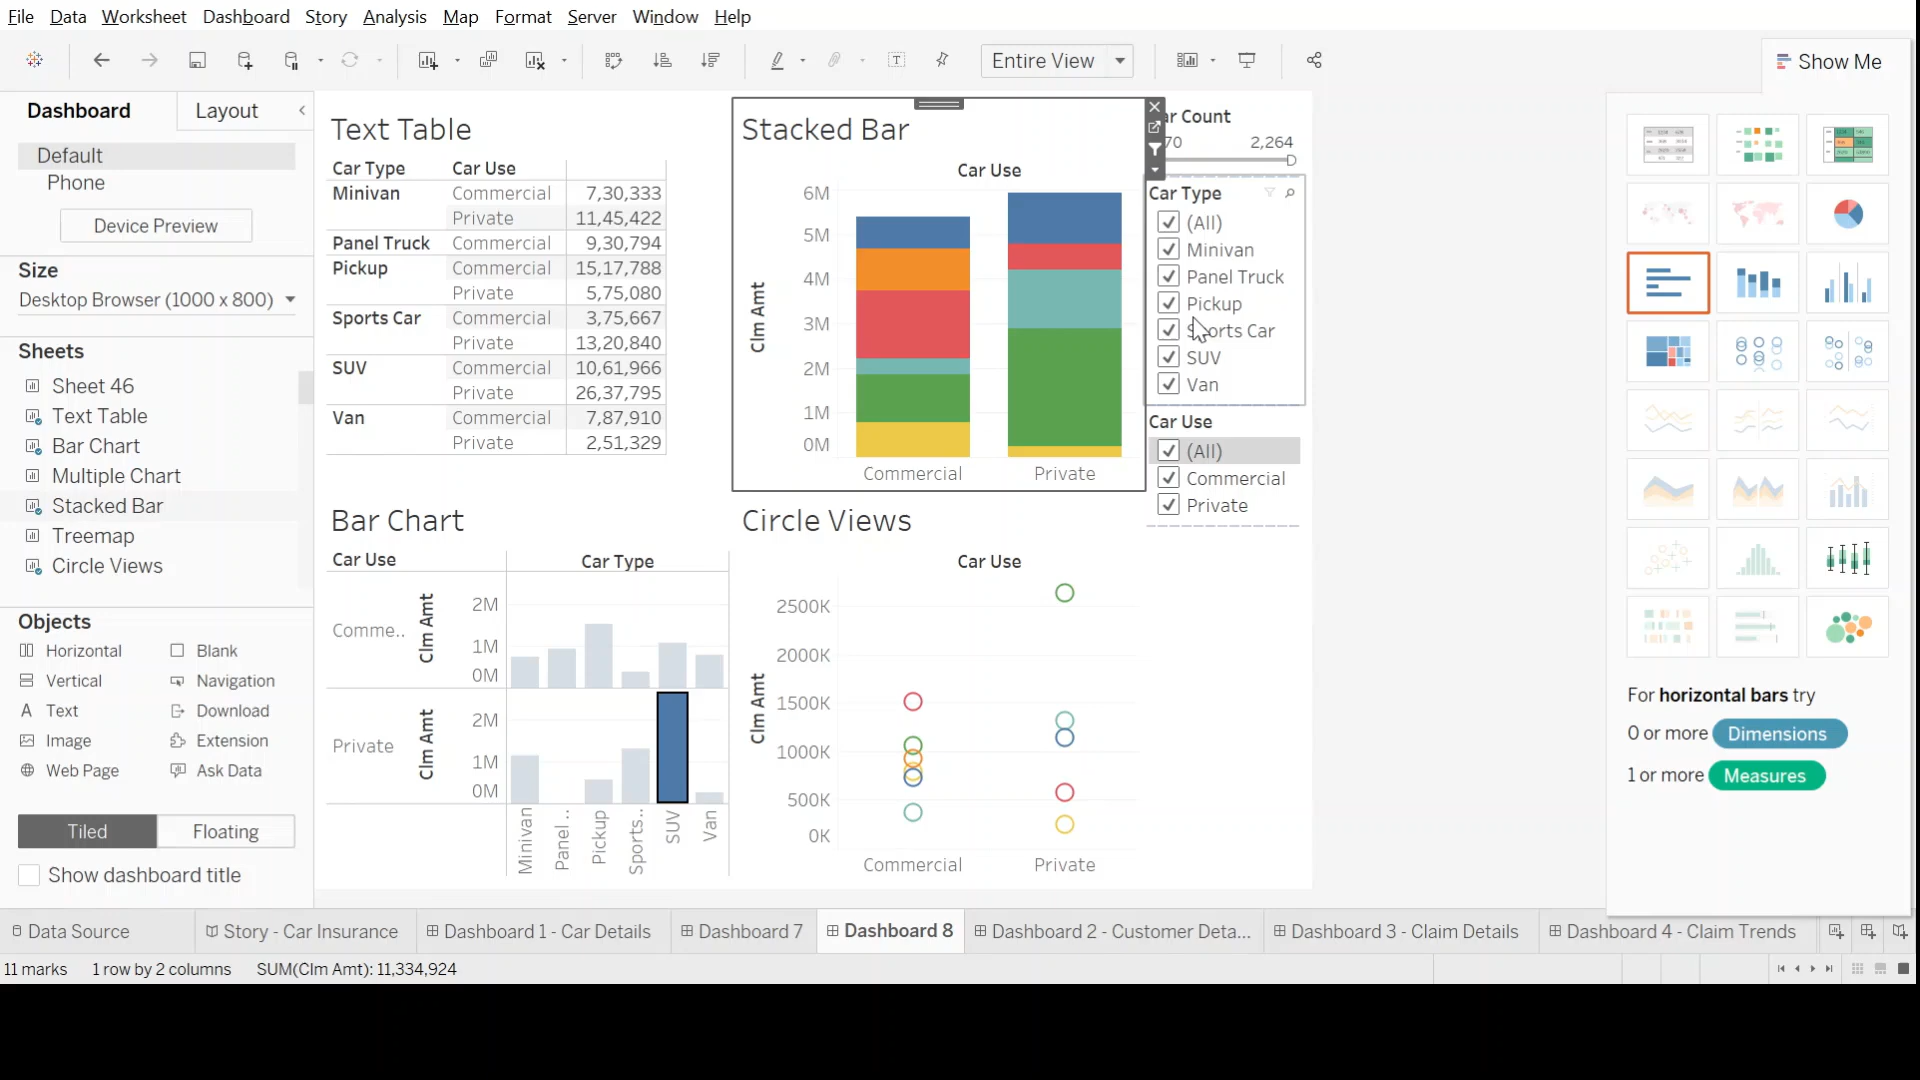 File Data Worksheet Dashboard Story Analysis Map Format Server Window Help
Entire View
Show Me
Dashboard Layout
Default
Phone
Device Preview
Size
Desktop Browser (1000 x 800)
Sheets
Sheet 46
Text Table
Bar Chart
Multiple Chart
Stacked Bar
Treemap
Circle Views
Objects
Horizontal Blank
Vertical Navigation
Text Download
Image Extension
Web Page Ask Data
Tiled Floating
Show dashboard title
Text Table
Car Type Car Use
Minivan Commercial 7,30,333
Private 11,45,422
Panel Truck Commercial 9,30,794
Pickup Commercial 15,17,788
Private 5,75,080
Sports Car Commercial 3,75,667
Private 13,20,840
SUV Commercial 10,61,966
Private 26,37,795
Van Commercial 7,87,910
Private 2,51,329
Stacked Bar
Car Use
Clm Amt
6M
5M
4M
3M
2M
1M
0M
Commercial Private
Count
70 2,264
Car Type
(All)
Minivan
Panel Truck
Pickup
Sports Car
SUV
Van
Car Use
(All)
Commercial
Private
Bar Chart
Car Use Car Type
Comme.. Clm Amt
2M
1M
0M
Private Clm Amt
2M
1M
0M
Minivan Panel .. Pickup Sports.. SUV Van
Circle Views
Car Use
Clm Amt
2500K
2000K
1500K
1000K
500K
0K
Commercial Private
For horizontal bars try
0 or more Dimensions
1 or more Measures
Data Source Story - Car Insurance Dashboard 1 - Car Details Dashboard 7 Dashboard 8 Dashboard 2 - Customer Deta... Dashboard 3 - Claim Details Dashboard 4 - Claim Trends
11 marks 1 row by 2 columns SUM(Clm Amt): 11,334,924